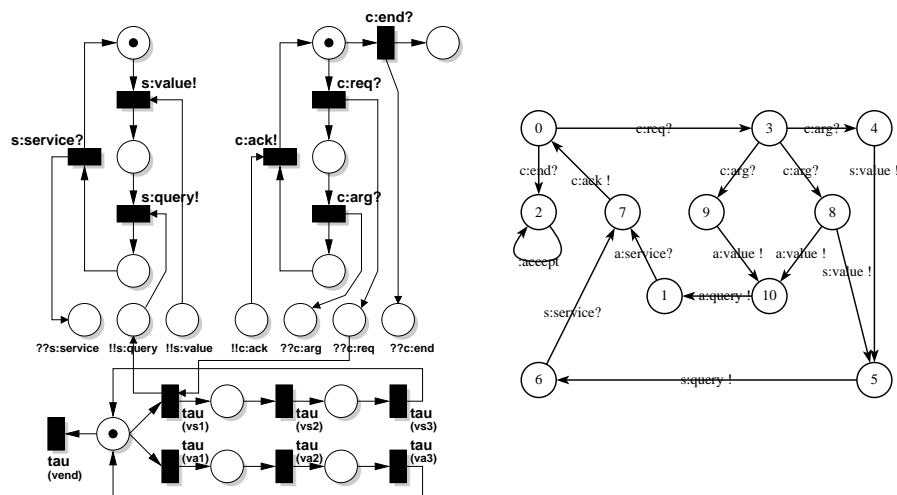 c:end?
s:value!
c:req?
s:service?
c:ack!
s:query!
c:arg?
??s:service
!!s:query
!!s:value
!!c:ack
??c:arg
??c:req
??c:end
tau
(vs1)
tau
(vs2)
tau
(vs3)
tau
(vend)
tau
(va1)
tau
(va2)
tau
(va3)
0
c:req?
3
c:arg?
4
c:end?
c:ack !
c:arg?
c:arg?
s:value !
2
7
9
8
:accept
a:service?
a:value !
a:value !
s:value !
1
a:query !
10
s:service?
6
s:query !
5